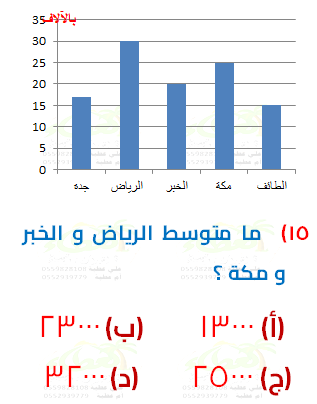 بالآلاف
35
30
25
20
15
10
5
0
جدة الرياض الخبر مكة الطائف
١٥) ما متوسط الرياض و الخبر
و مكة ؟
(أ) ١٣٠٠٠ (ب) ٢٣٠٠٠
(ج) ٢٥٠٠٠ (د) ٣٢٠٠٠